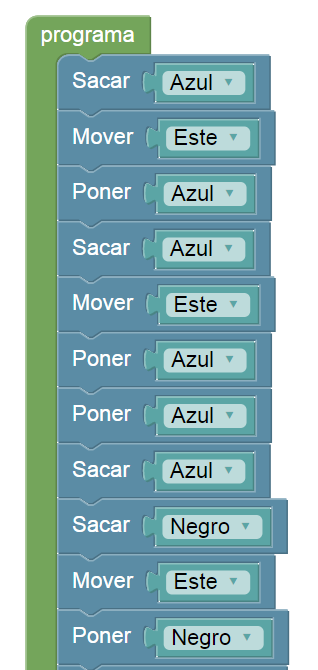 programa
Sacar Azul
Mover Este
Poner Azul
Sacar Azul
Mover Este
Poner Azul
Poner Azul
Sacar Azul
Sacar Negro
Mover Este
Poner Negro